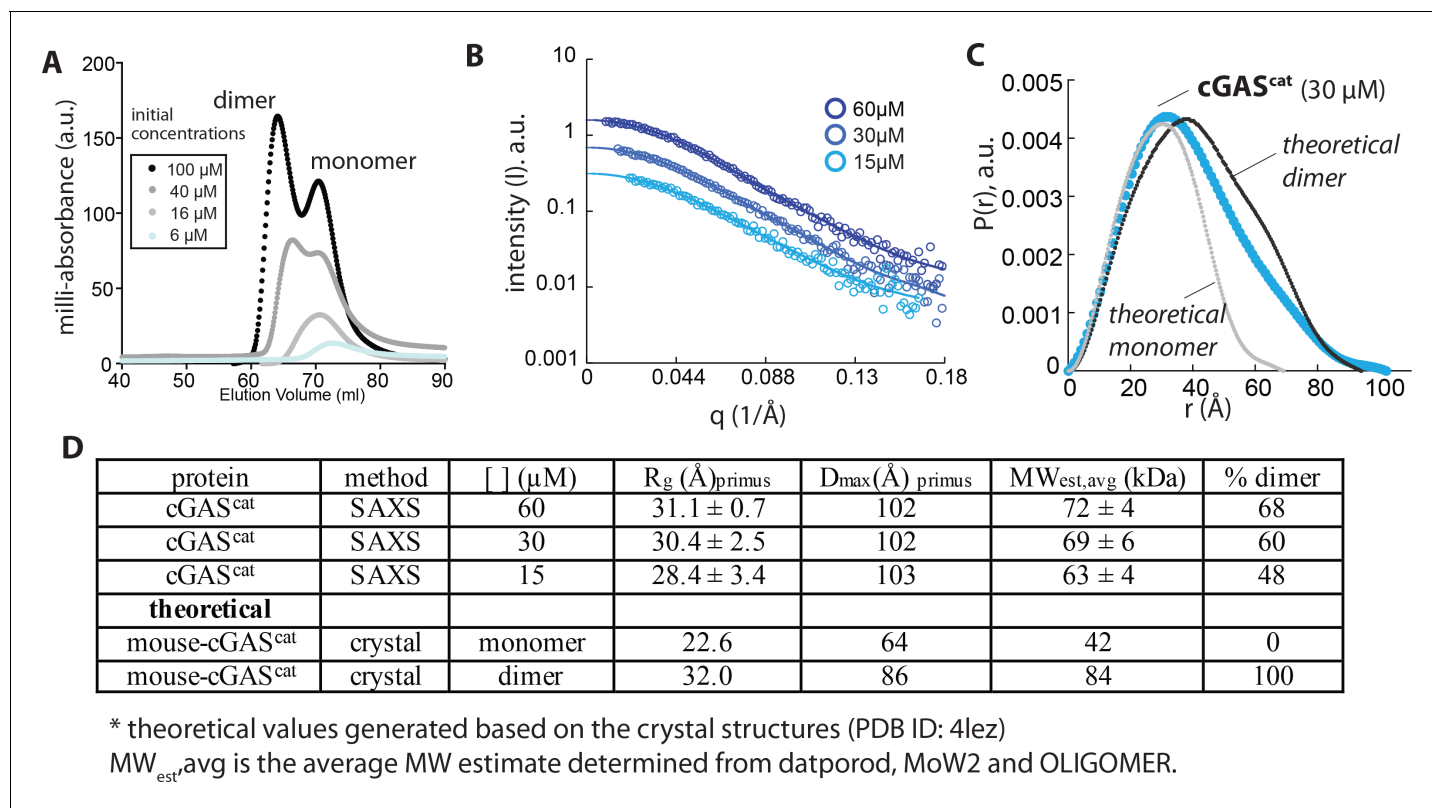 A
200
150
100
50
0
milli-absorbance (a.u.)
initial
concentrations
100 µM
40 µM
16 µM
6 µM
dimer
monomer
40 50 60 70 80 90
Elution Volume (ml)
B
10
1
0.1
0.01
0.001
intensity (I). a.u.
60µM
30µM
15µM
0 0.044 0.088 0.13 0.18
q (1/Å)
C
0.005
0.004
0.003
0.002
0.001
0
P(r), a.u.
cGAScat (30 µM)
theoretical
dimer
theoretical
monomer
0 20 40 60 80 100
r (Å)
D
protein method [ ] (µM) Rg (Å)primus Dmax(Å) primus MWest,avg (kDa) % dimer
cGAScat SAXS 60 31.1 ± 0.7 102 72 ± 4 68
cGAScat SAXS 30 30.4 ± 2.5 102 69 ± 6 60
cGAScat SAXS 15 28.4 ± 3.4 103 63 ± 4 48
theoretical
mouse-cGAScat crystal monomer 22.6 64 42 0
mouse-cGAScat crystal dimer 32.0 86 84 100
* theoretical values generated based on the crystal structures (PDB ID: 4lez)
MWest,avg is the average MW estimate determined from datporod, MoW2 and OLIGOMER.